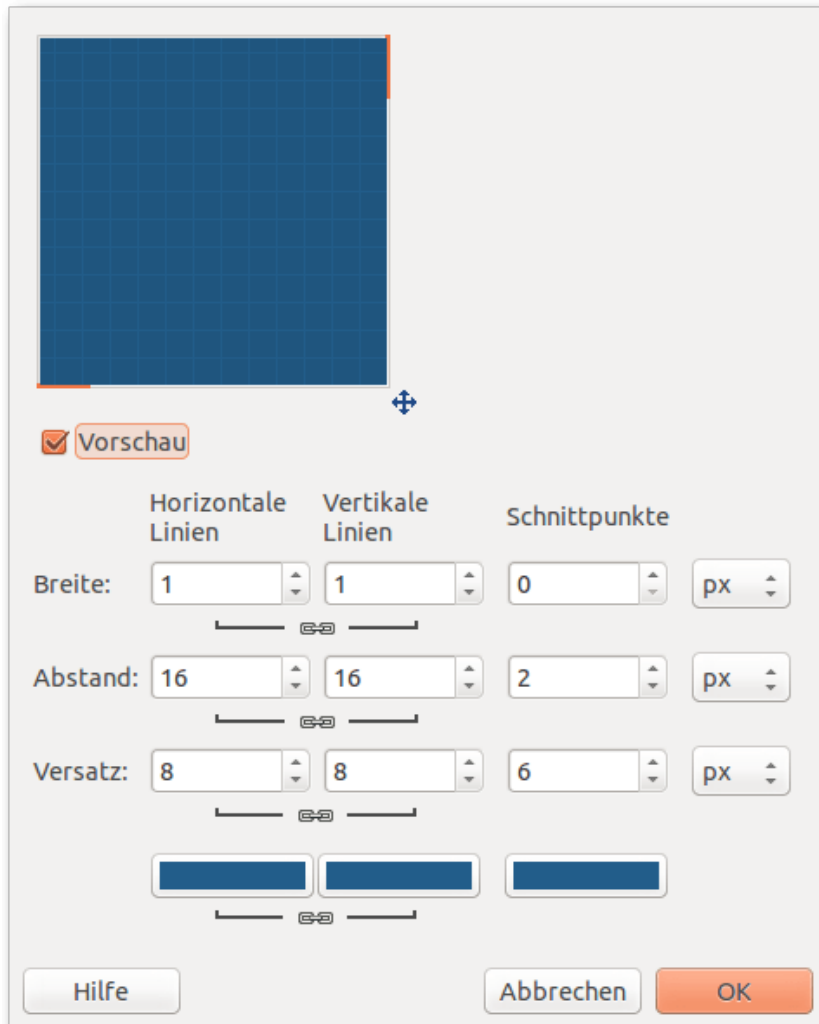 Vorschau
Horizontale Linien
Vertikale Linien
Schnittpunkte
Breite: 1 1 0 px
Abstand: 16 16 2 px
Versatz: 8 8 6 px
Hilfe Abbrechen OK